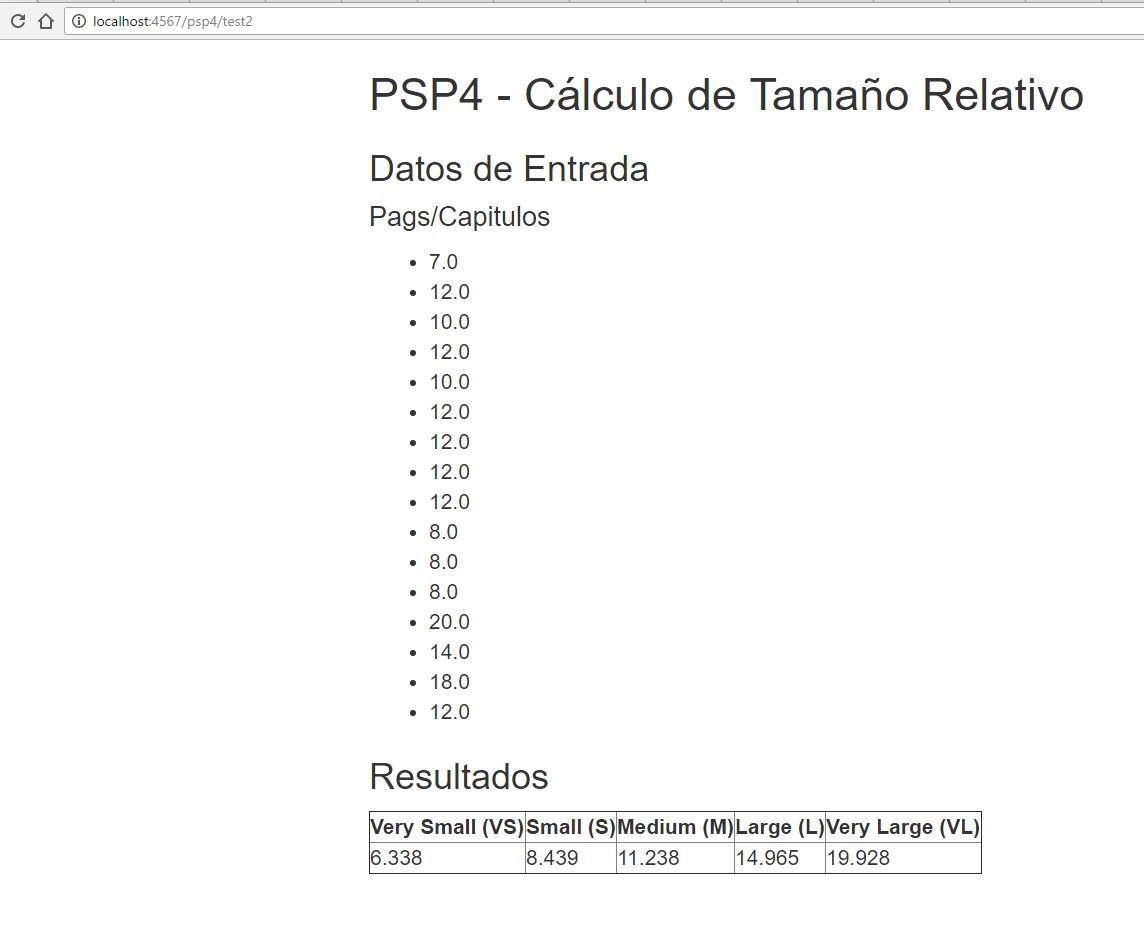 localhost:4567/psp4/test2
PSP4 - Cálculo de Tamaño Relativo
Datos de Entrada
Pags/Capitulos
7.0
12.0
10.0
12.0
10.0
12.0
12.0
12.0
12.0
8.0
8.0
8.0
20.0
14.0
18.0
12.0
Resultados
Very Small (VS) Small (S) Medium (M) Large (L) Very Large (VL)
6.338 8.439 11.238 14.965 19.928